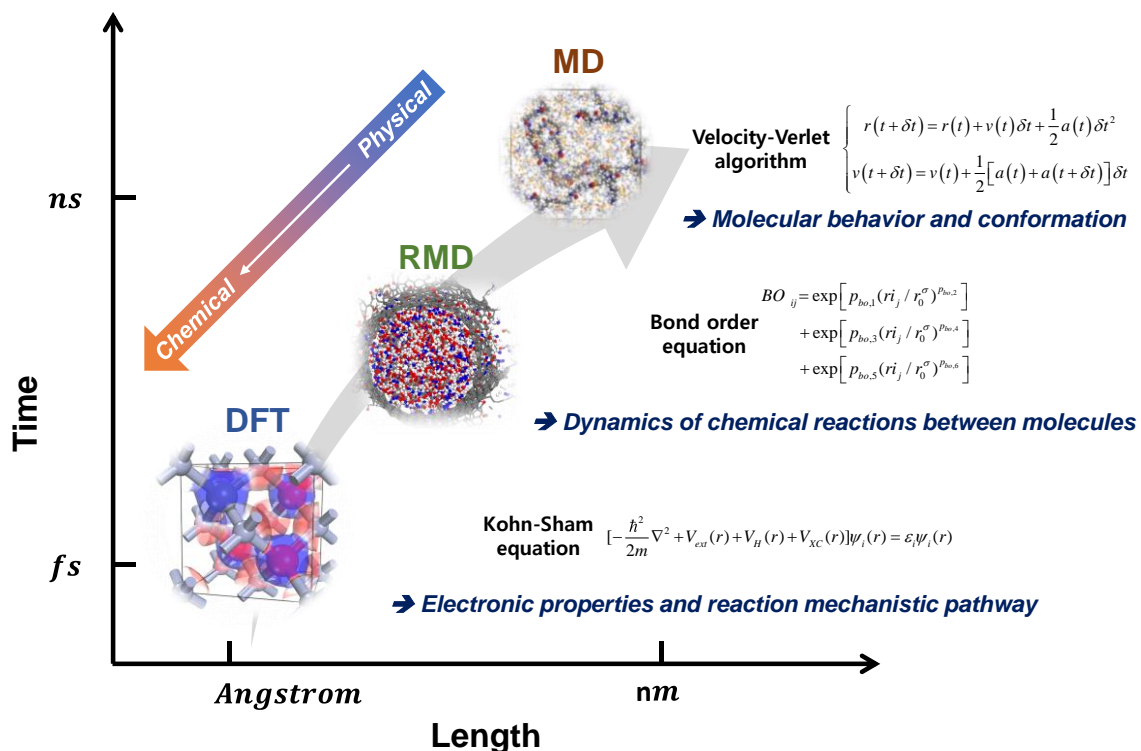 MD
Physical
Chemical
Velocity-Verlet
algorithm
r(t + δt) = r(t) + v(t)δt + 1/2 a(t)δt²
v(t + δt) = v(t) + 1/2 [a(t) + a(t + δt)]δt
➔ Molecular behavior and conformation
ns
RMD
Bond order
equation
BO_ij = exp[p_bo,1(ri_j / r_0^σ)^p_bo,2]
+ exp[p_bo,3(ri_j / r_0^σ)^p_bo,4]
+ exp[p_bo,5(ri_j / r_0^σ)^p_bo,6]
➔ Dynamics of chemical reactions between molecules
Time
DFT
Kohn-Sham
equation
[-ħ²/2m ∇² + V_ext(r) + V_H(r) + V_XC(r)]ψ_i(r) = ε_iψ_i(r)
➔ Electronic properties and reaction mechanistic pathway
fs
Angstrom
nm
Length